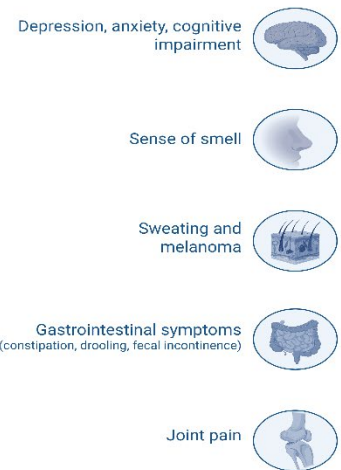 Depression, anxiety, cognitive
impairment
Sense of smell
Sweating and
melanoma
Gastrointestinal symptoms
(constipation, drooling, fecal incontinence)
Joint pain